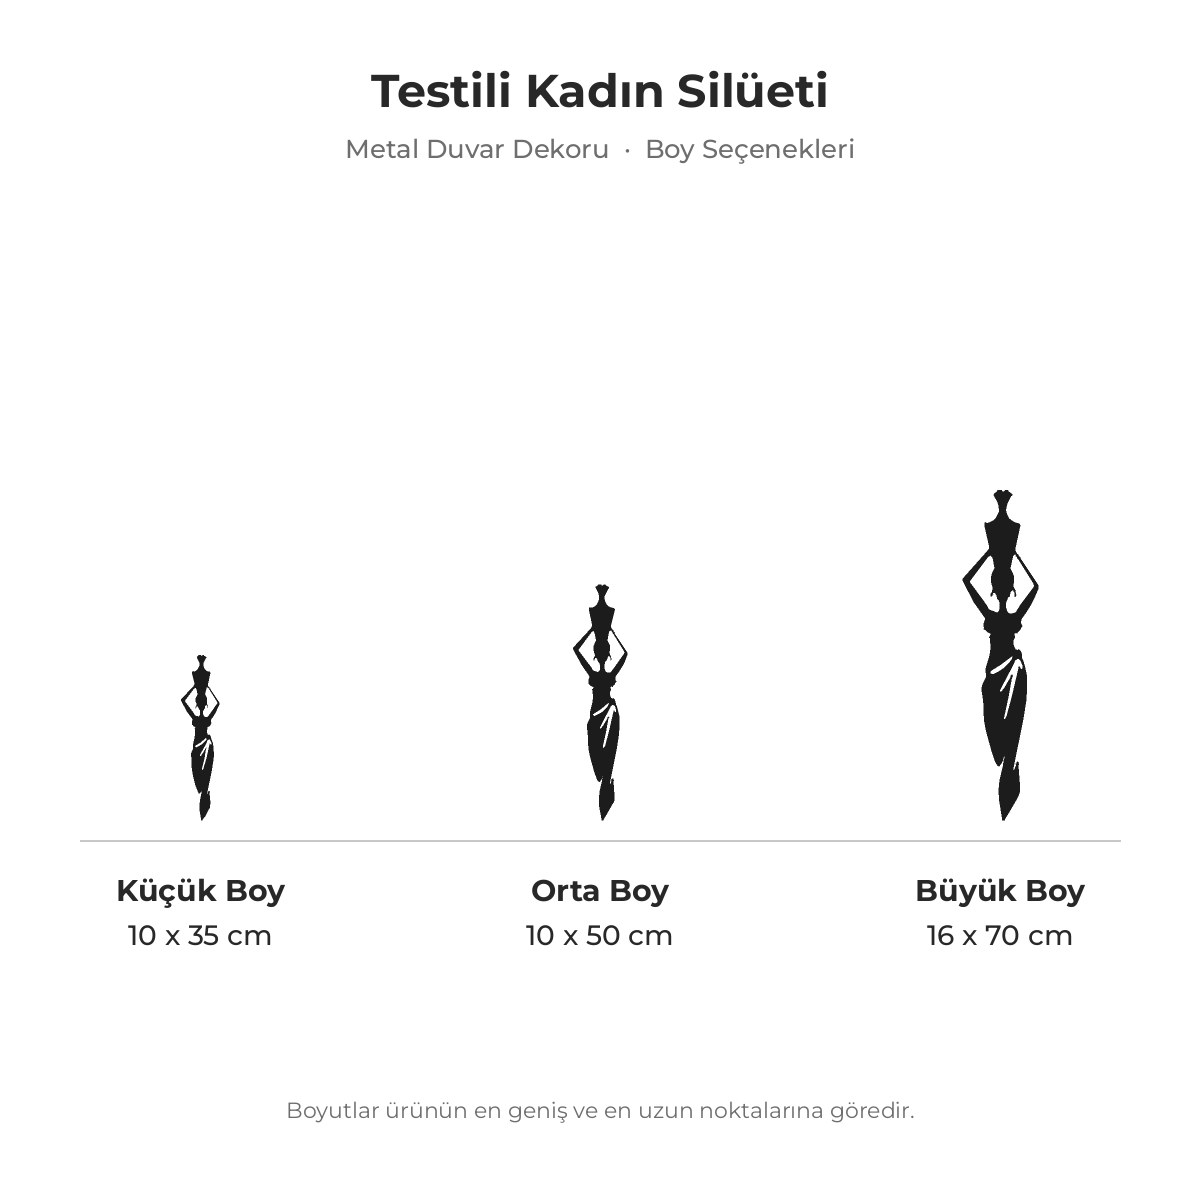 Testili Kadın Silüeti
Metal Duvar Dekoru · Boy Seçenekleri
Küçük Boy
10 x 35 cm
Orta Boy
10 x 50 cm
Büyük Boy
16 x 70 cm
Boyutlar ürünün en geniş ve en uzun noktalarına göredir.